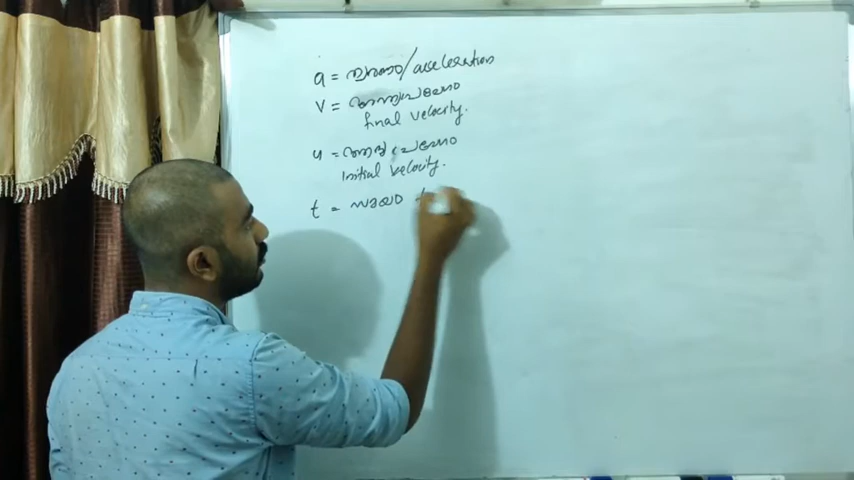 a = ത്വരണം / acceleration
v = അന്ത്യപ്രവേഗം
final velocity.
u = ആദ്യപ്രവേഗം
initial velocity.
t = സമയം